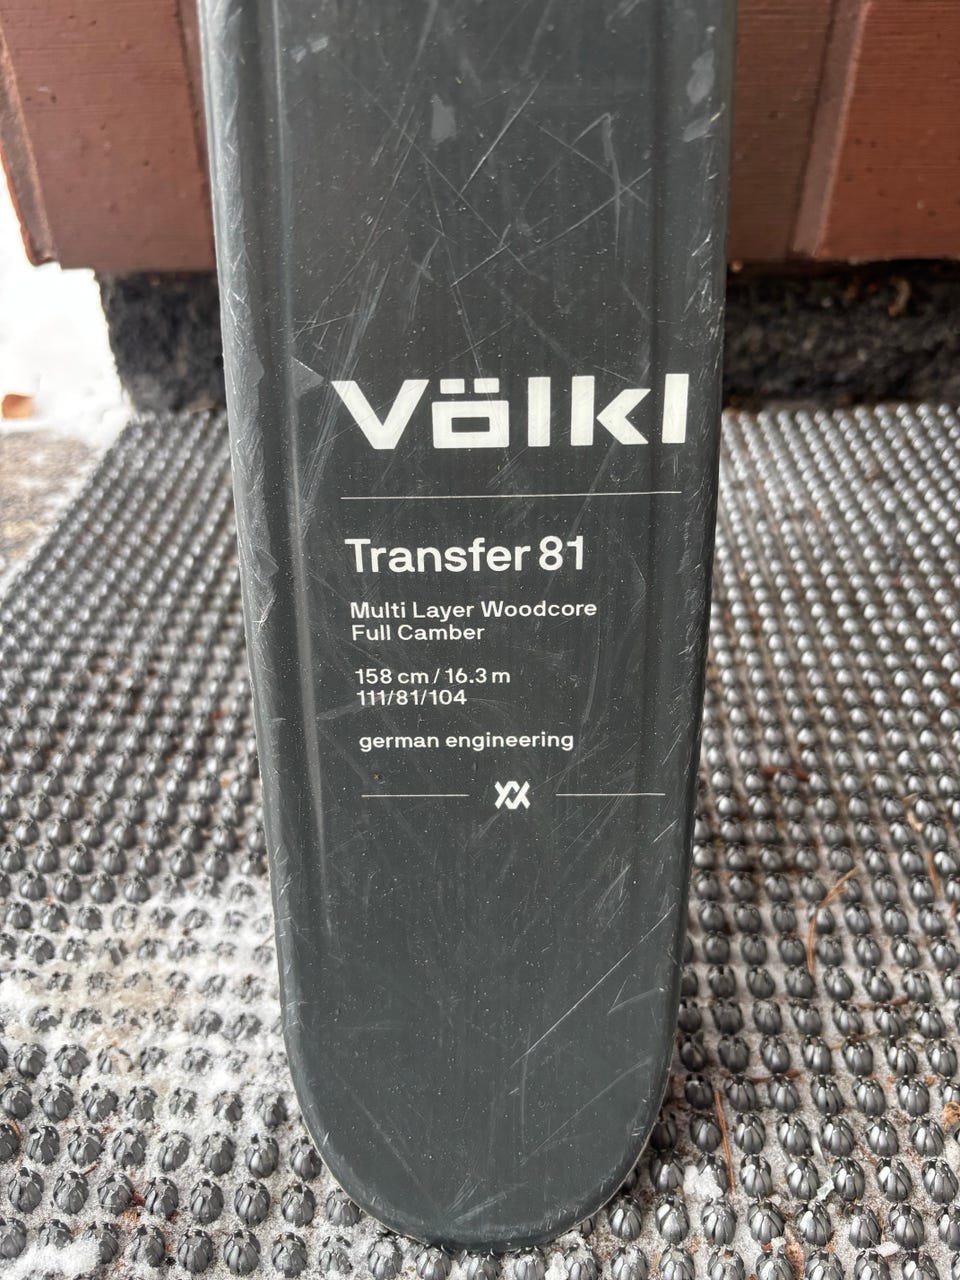 Völkl
Transfer 81
Multi Layer Woodcore
Full Camber
158 cm / 16.3 m
111/81/104
german engineering